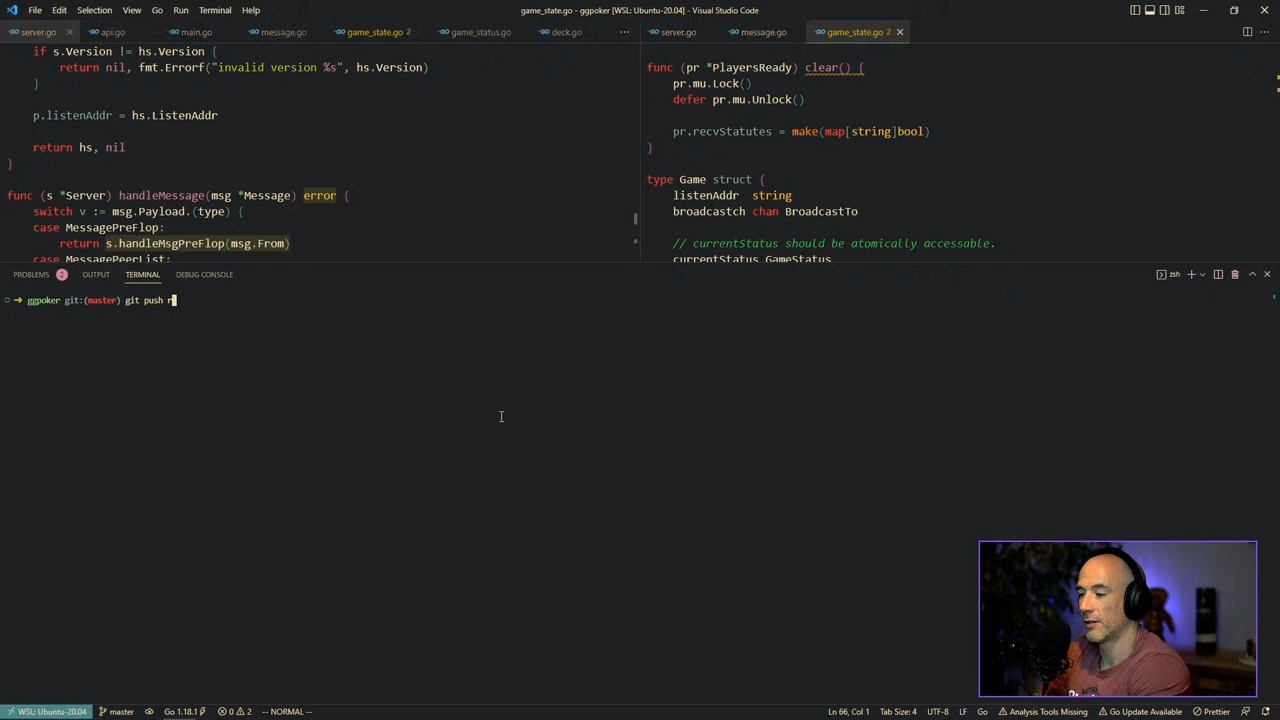 File Edit Selection View Go Run Terminal Help
game_state.go - ggpoker [WSL: Ubuntu-20.04] - Visual Studio Code
server.go api.go main.go message.go game_state.go 2 game_status.go deck.go
if s.Version != hs.Version {
return nil, fmt.Errorf("invalid version %s", hs.Version)
}
p.listenAddr = hs.ListenAddr
return hs, nil
}
func (s *Server) handleMessage(msg *Message) error {
switch v := msg.Payload.(type) {
case MessagePreFlop:
return s.handleMsgPreFlop(msg.From)
case MessagePeerList:
server.go message.go game_state.go 2
func (pr *PlayersReady) clear() {
pr.mu.Lock()
defer pr.mu.Unlock()
pr.recvStatutes = make(map[string]bool)
}
type Game struct {
listenAddr string
broadcastch chan BroadcastTo
// currentStatus should be atomically accessable.
currentStatus GameStatus
PROBLEMS 2 OUTPUT TERMINAL DEBUG CONSOLE
zsh
ggpoker git:(master) git push r
WSL: Ubuntu-20.04 master Go 1.18.1 0 2 -- NORMAL --
Ln 66, Col 1 Tab Size: 4 UTF-8 LF Go Analysis Tools Missing Go Update Available Prettier